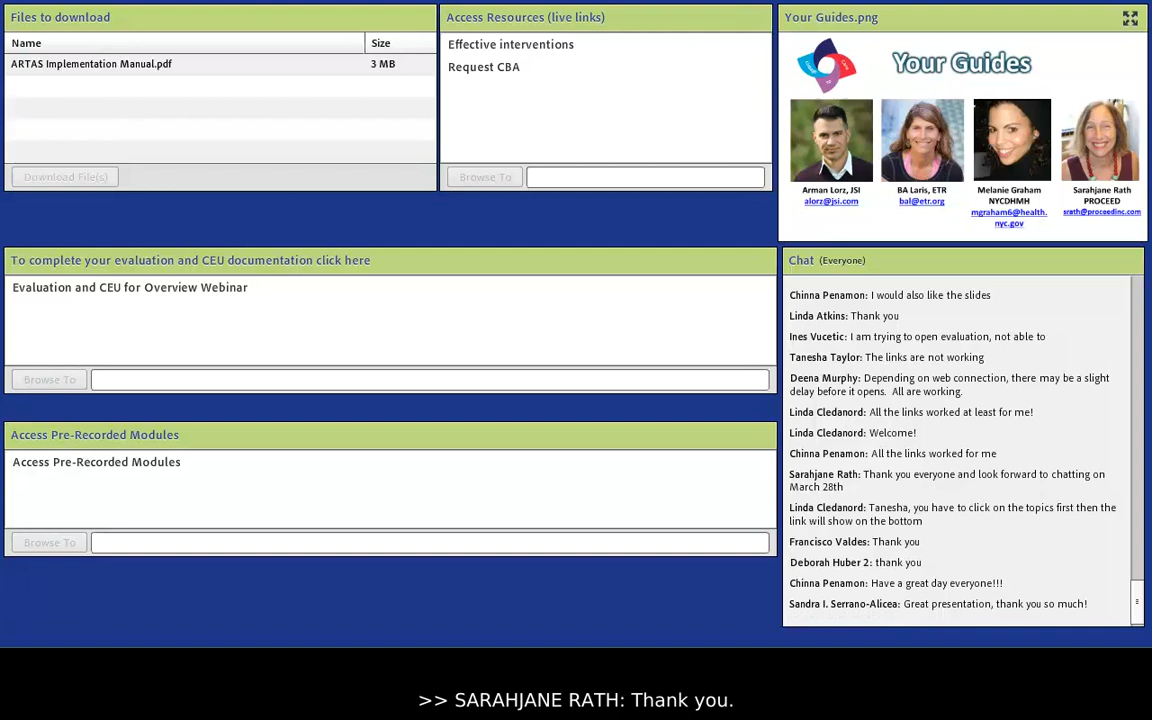 Files to download
Name Size
ARTAS Implementation Manual.pdf 3 MB
Download File(s)
Access Resources (live links)
Effective interventions
Request CBA
Browse To
Your Guides.png
Your Guides
Arman Lorz, JSI
alorz@jsi.com
BA Laris, ETR
bal@etr.org
Melanie Graham
NYCDHMH
mgraham6@health.
nyc.gov
Sarahjane Rath
PROCEED
srath@proceedinc.com
To complete your evaluation and CEU documentation click here
Evaluation and CEU for Overview Webinar
Browse To
Access Pre-Recorded Modules
Access Pre-Recorded Modules
Browse To
Chat (Everyone)
Chinna Penamon: I would also like the slides
Linda Atkins: Thank you
Ines Vucetic: I am trying to open evaluation, not able to
Tanesha Taylor: The links are not working
Deena Murphy: Depending on web connection, there may be a slight
delay before it opens. All are working.
Linda Cledanord: All the links worked at least for me!
Linda Cledanord: Welcome!
Chinna Penamon: All the links worked for me
Sarahjane Rath: Thank you everyone and look forward to chatting on
March 28th
Linda Cledanord: Tanesha, you have to click on the topics first then the
link will show on the bottom
Francisco Valdes: Thank you
Deborah Huber 2: thank you
Chinna Penamon: Have a great day everyone!!!
Sandra I. Serrano-Alicea: Great presentation, thank you so much!
>> SARAHJANE RATH: Thank you.